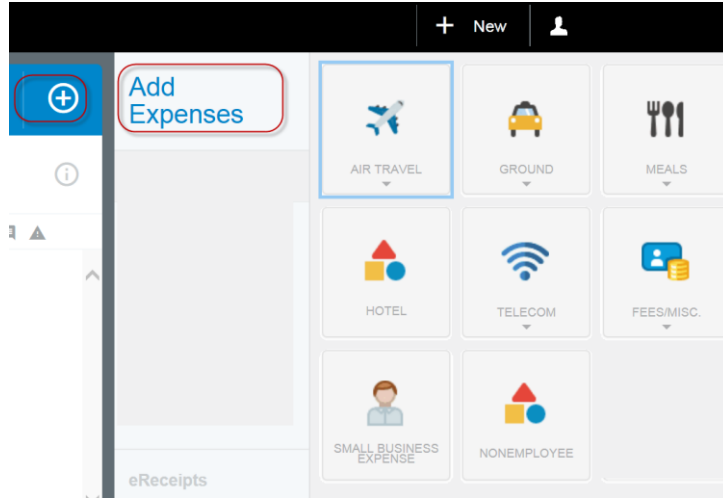 + New
Add
Expenses
AIR TRAVEL
GROUND
MEALS
HOTEL
TELECOM
FEES/MISC.
SMALL BUSINESS
EXPENSE
NONEMPLOYEE
eReceipts